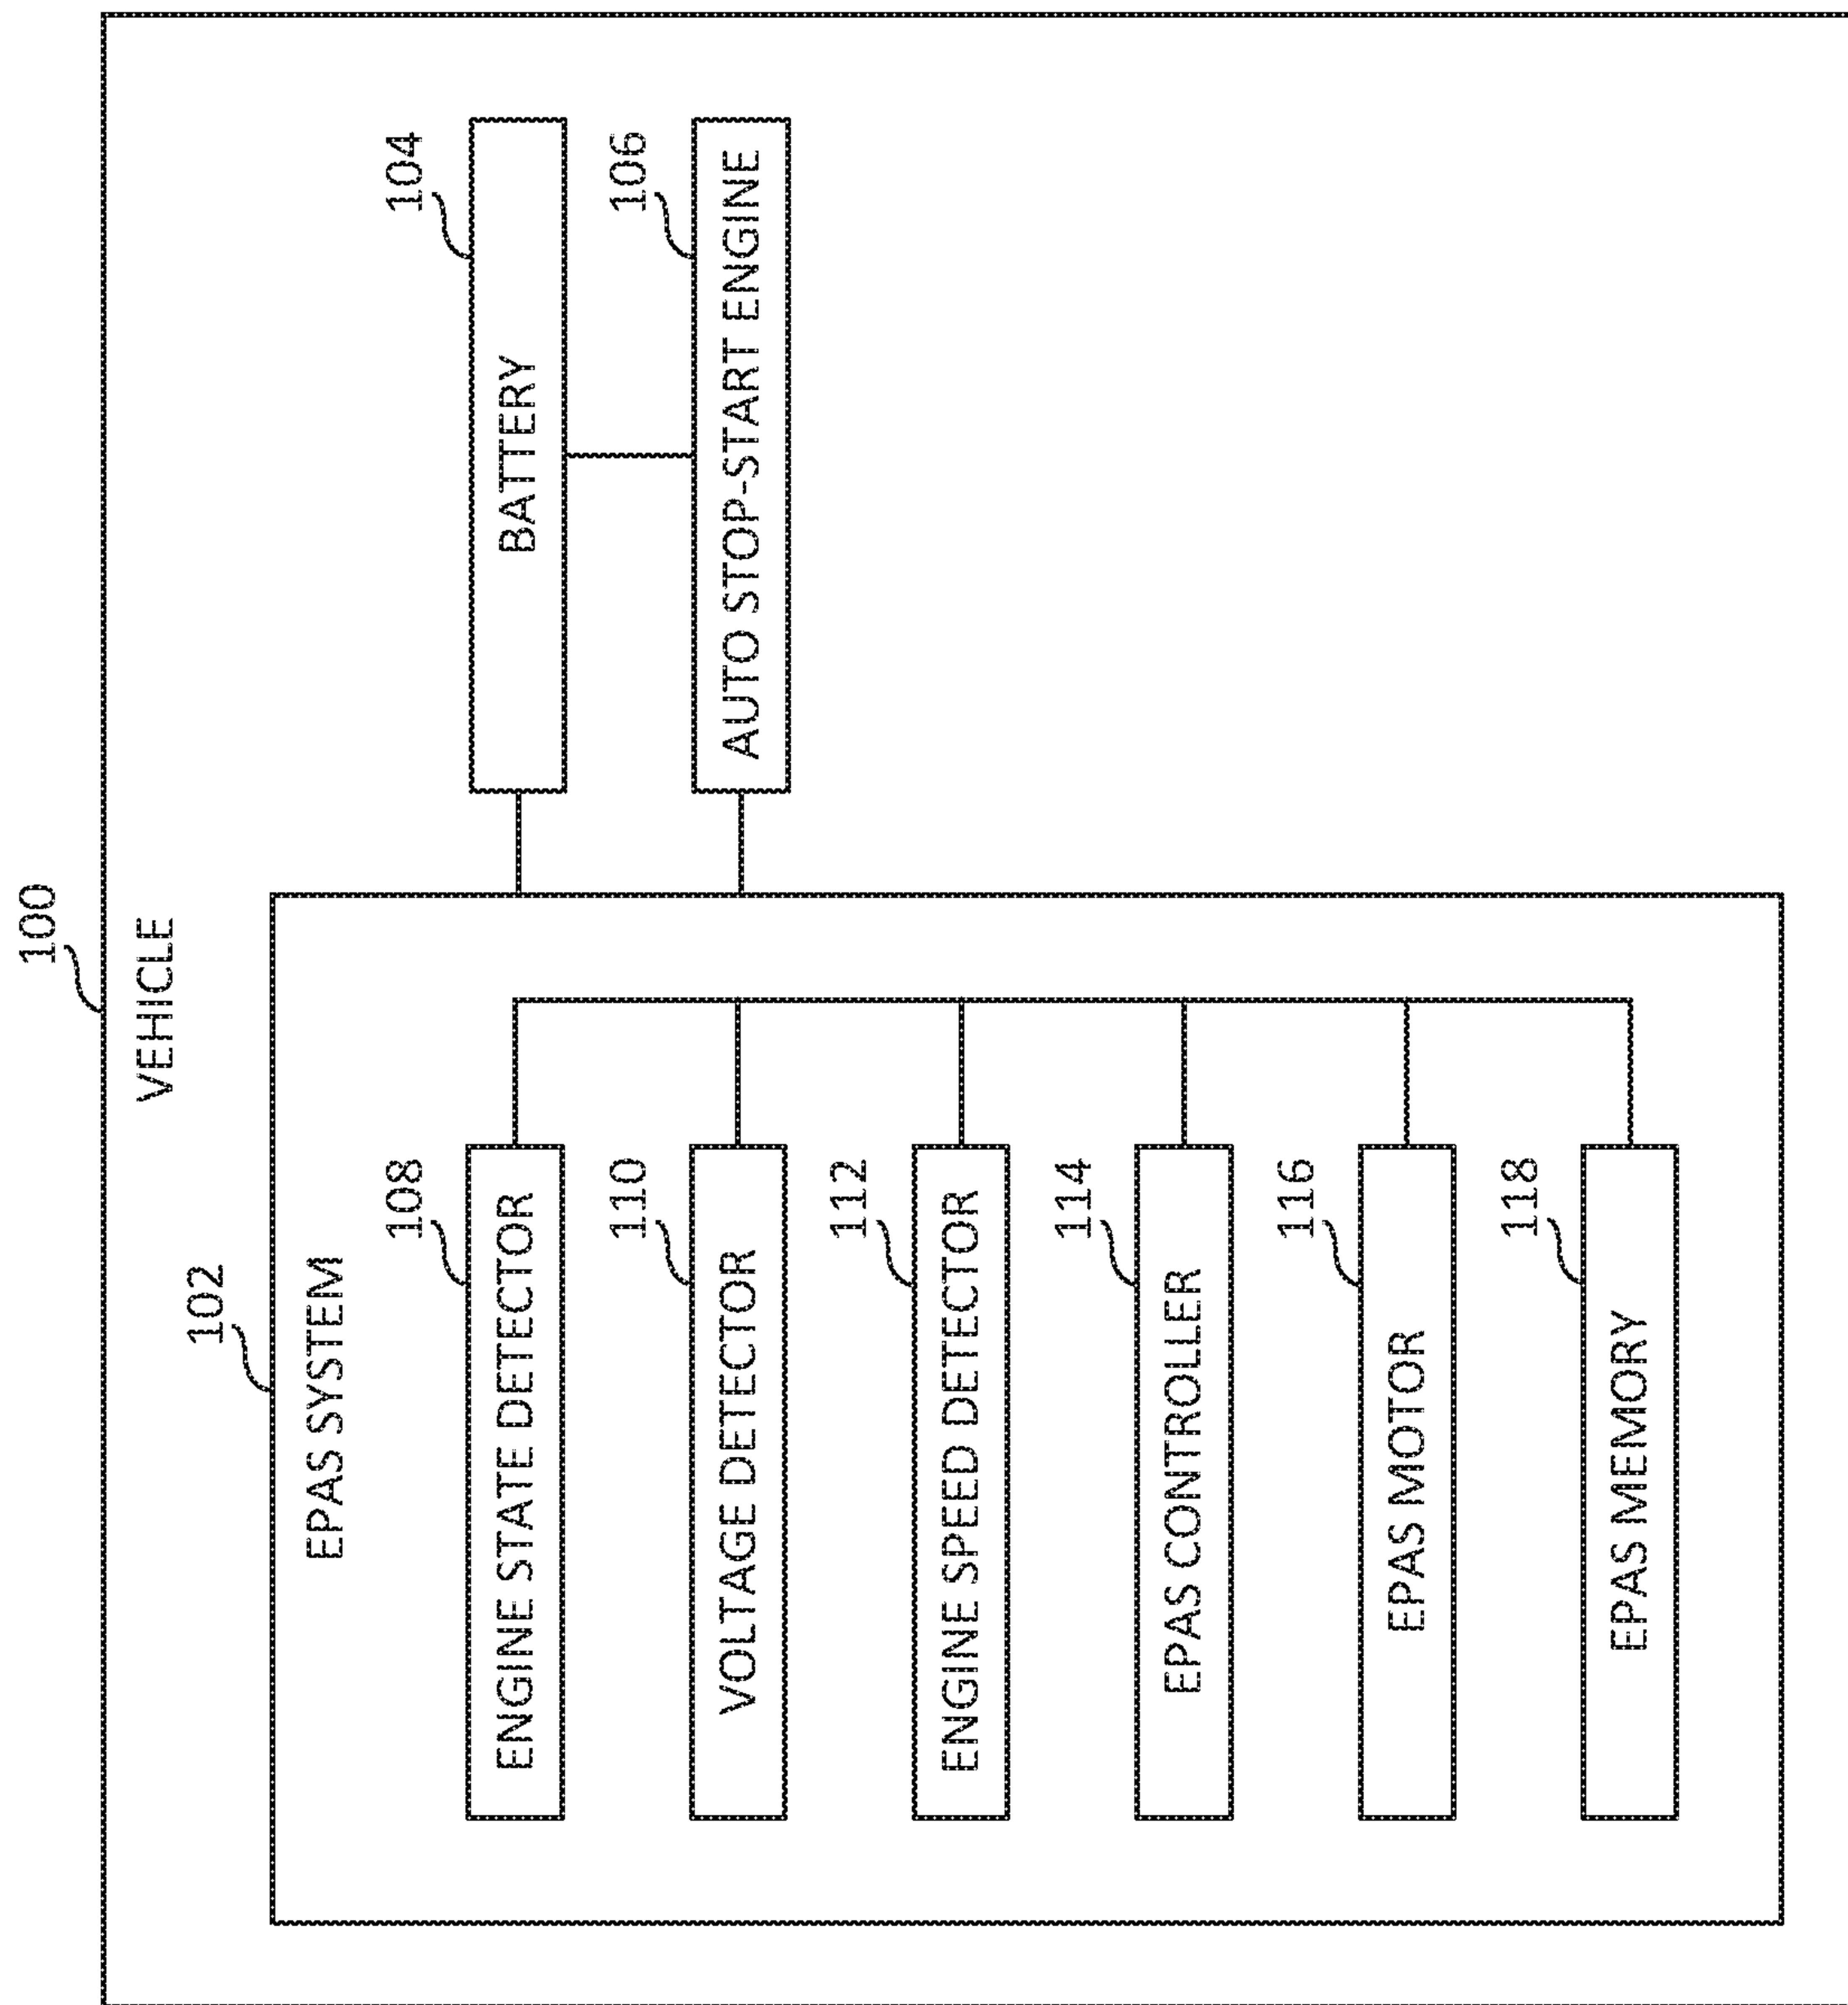 100
VEHICLE
102
EPAS SYSTEM
108
ENGINE STATE DETECTOR
110
VOLTAGE DETECTOR
112
ENGINE SPEED DETECTOR
114
EPAS CONTROLLER
116
EPAS MOTOR
118
EPAS MEMORY
104
BATTERY
106
AUTO STOP-START ENGINE